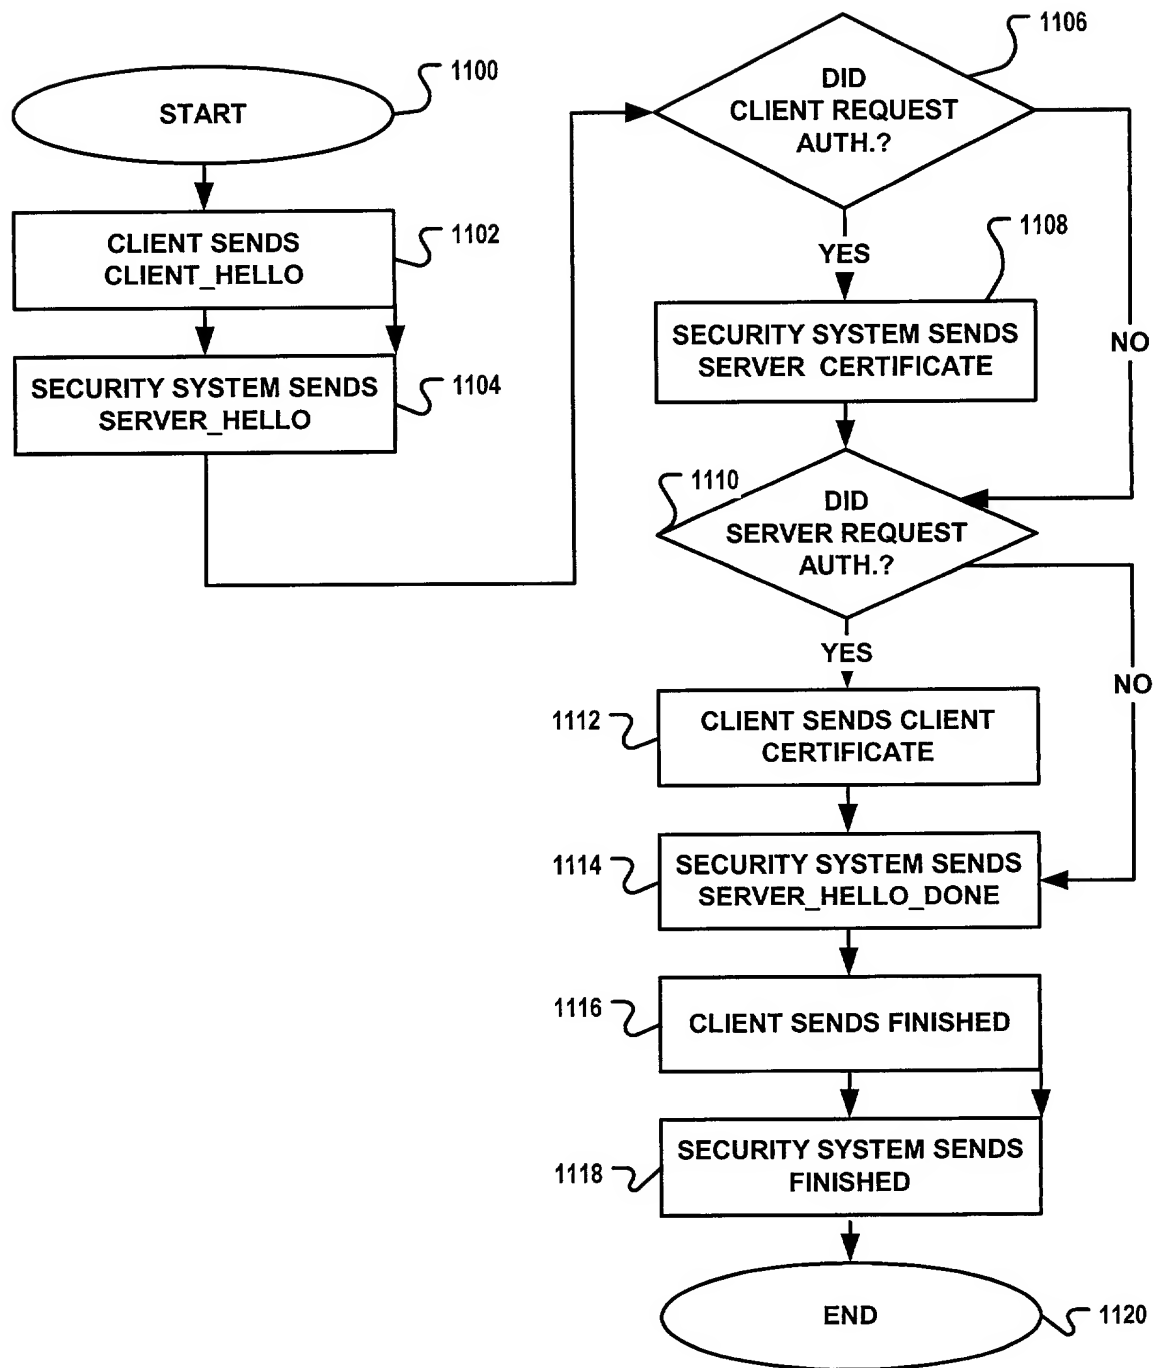 START
1100
CLIENT SENDS
CLIENT_HELLO
1102
SECURITY SYSTEM SENDS
SERVER_HELLO
1104
DID
CLIENT REQUEST
AUTH.?
1106
YES
NO
SECURITY SYSTEM SENDS
SERVER CERTIFICATE
1108
1110
DID
SERVER REQUEST
AUTH.?
YES
NO
1112
CLIENT SENDS CLIENT
CERTIFICATE
1114
SECURITY SYSTEM SENDS
SERVER_HELLO_DONE
1116
CLIENT SENDS FINISHED
1118
SECURITY SYSTEM SENDS
FINISHED
END
1120